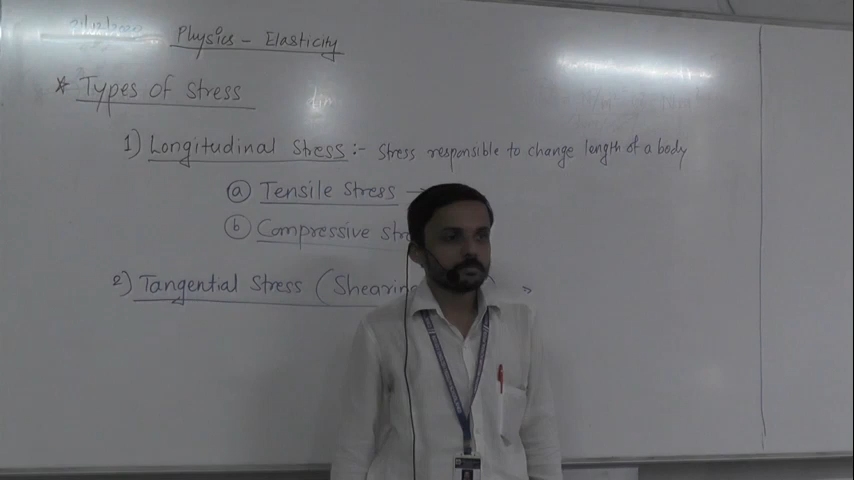 Physics - Elasticity
* Types of Stress
1) Longitudinal Stress :- Stress responsible to change length of a body
ⓐ Tensile Stress →
ⓑ Compressive Str
2) Tangential Stress (Shearing